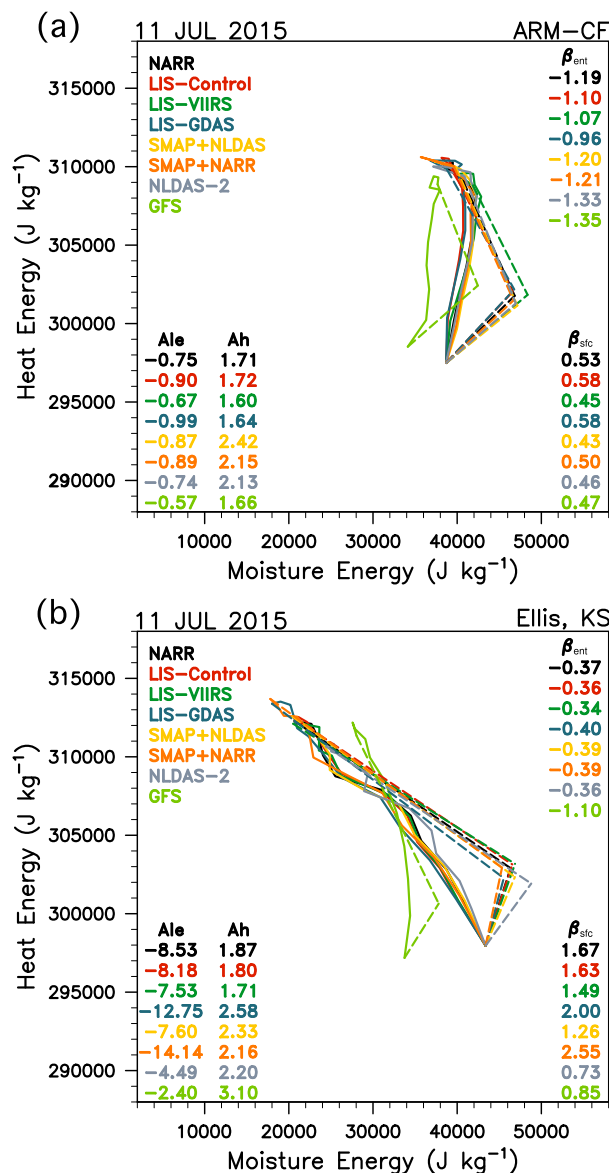 (a)
11 JUL 2015 ARM-CF
NARR
LIS-Control
LIS-VIIRS
LIS-GDAS
SMAP+NLDAS
SMAP+NARR
NLDAS-2
GFS
βent
-1.19
-1.10
-1.07
-0.96
-1.20
-1.21
-1.33
-1.35
315000
310000
305000
300000
295000
290000
Heat Energy (J kg⁻¹)
Ale Ah
-0.75 1.71
-0.90 1.72
-0.67 1.60
-0.99 1.64
-0.87 2.42
-0.89 2.15
-0.74 2.13
-0.57 1.66
βsfc
0.53
0.58
0.45
0.58
0.43
0.50
0.46
0.47
10000 20000 30000 40000 50000
Moisture Energy (J kg⁻¹)
(b)
11 JUL 2015 Ellis, KS
NARR
LIS-Control
LIS-VIIRS
LIS-GDAS
SMAP+NLDAS
SMAP+NARR
NLDAS-2
GFS
βent
-0.37
-0.36
-0.34
-0.40
-0.39
-0.39
-0.36
-1.10
315000
310000
305000
300000
295000
290000
Heat Energy (J kg⁻¹)
Ale Ah
-8.53 1.87
-8.18 1.80
-7.53 1.71
-12.75 2.58
-7.60 2.33
-14.14 2.16
-4.49 2.20
-2.40 3.10
βsfc
1.67
1.63
1.49
2.00
1.26
2.55
0.73
0.85
10000 20000 30000 40000 50000
Moisture Energy (J kg⁻¹)